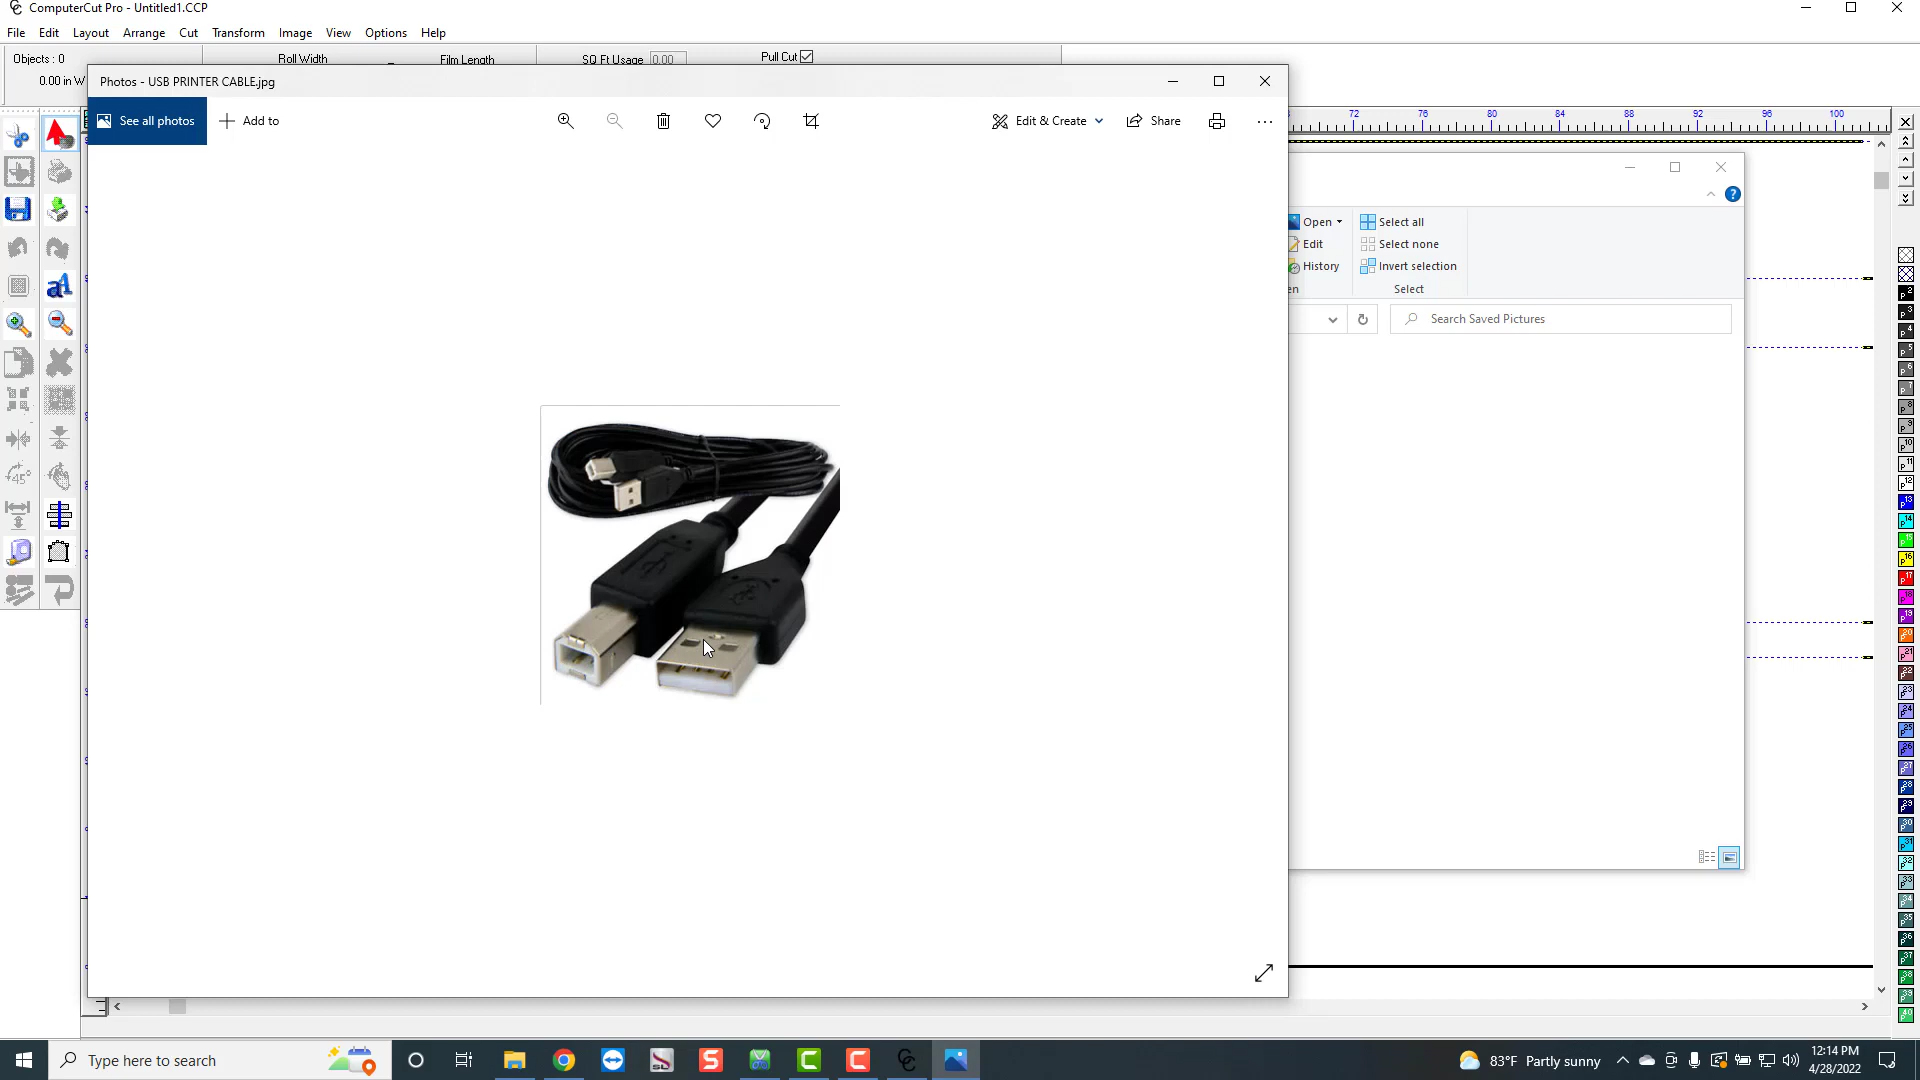 ComputerCut Pro - Untitled1.CCP
File Edit Layout Arrange Cut Transform Image View Options Help
Objects : 0
Roll Width
Film Length
SQ Ft Usage 0.00
Pull Cut
0.00 in W
Photos - USB PRINTER CABLE.jpg
See all photos
Add to
Edit & Create
Share
72 76 80 84 88 92 96 100
Open
Edit
History
Select all
Select none
Invert selection
Select
Search Saved Pictures
Type here to search
83°F Partly sunny
12:14 PM
4/28/2022